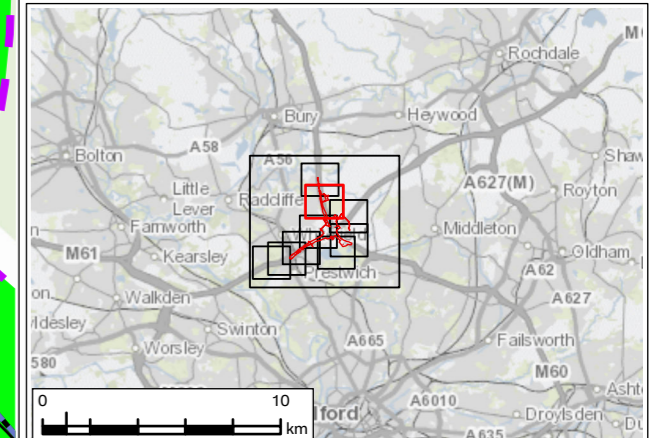 Rochdale
Bury
Heywood
A58
Bolton
A56
Shaw
A627(M)
Little
Lever
Radcliffe
Royton
Farnworth
Middleton
M61
Kearsley
Oldham
Prestwich
A62
Walkden
A627
Swinton
A665
Failsworth
Worsley
M60
A6010
Droylsden
A635
0
10
km